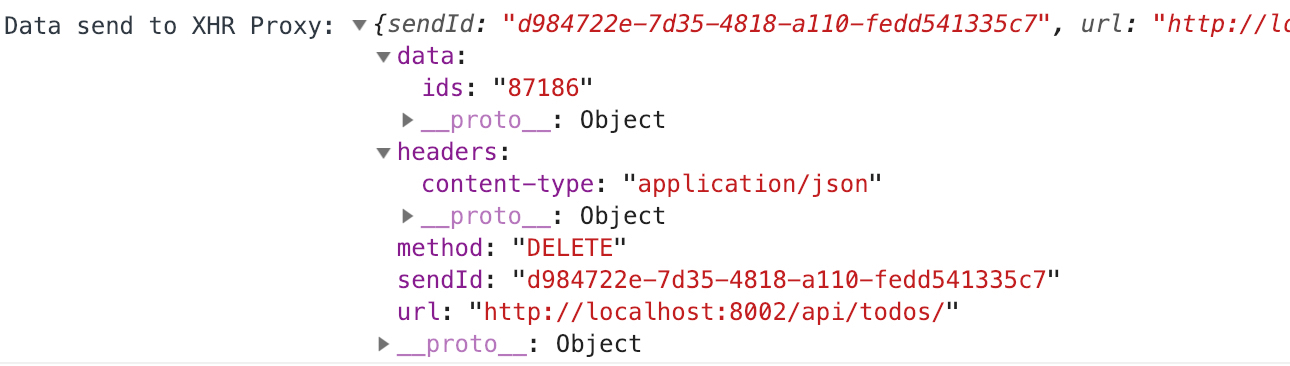 Data send to XHR Proxy: ▼{sendId: "d984722e-7d35-4818-a110-fedd541335c7", url: "http://lo
▼data:
ids: "87186"
▶__proto__: Object
▼headers:
content-type: "application/json"
▶__proto__: Object
method: "DELETE"
sendId: "d984722e-7d35-4818-a110-fedd541335c7"
url: "http://localhost:8002/api/todos/"
▶__proto__: Object